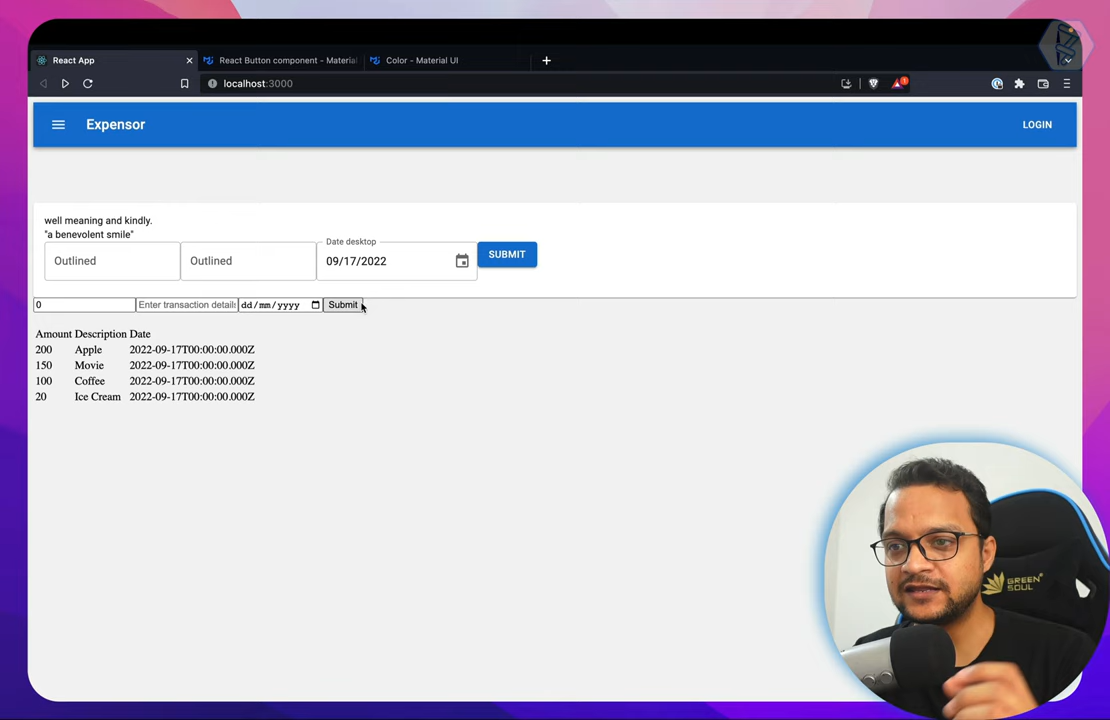 React App
React Button component - Material
Color - Material UI
localhost:3000
1
Expensor
LOGIN
well meaning and kindly.
"a benevolent smile"
Date desktop
Outlined
Outlined
09/17/2022
SUBMIT
0
Enter transaction details
dd/mm/yyyy
Submit
Amount Description Date
200 Apple 2022-09-17T00:00:00.000Z
150 Movie 2022-09-17T00:00:00.000Z
100 Coffee 2022-09-17T00:00:00.000Z
20 Ice Cream 2022-09-17T00:00:00.000Z
GREEN
SOUL